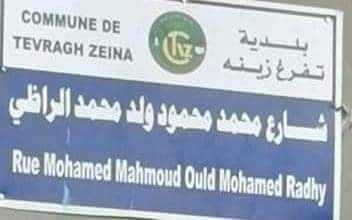 COMMUNE DE
TEVRAGH ZEINA
بلدية
تفرغ زينه
شارع محمد محمود ولد محمد الراظي
Rue Mohamed Mahmoud Ould Mohamed Radhy